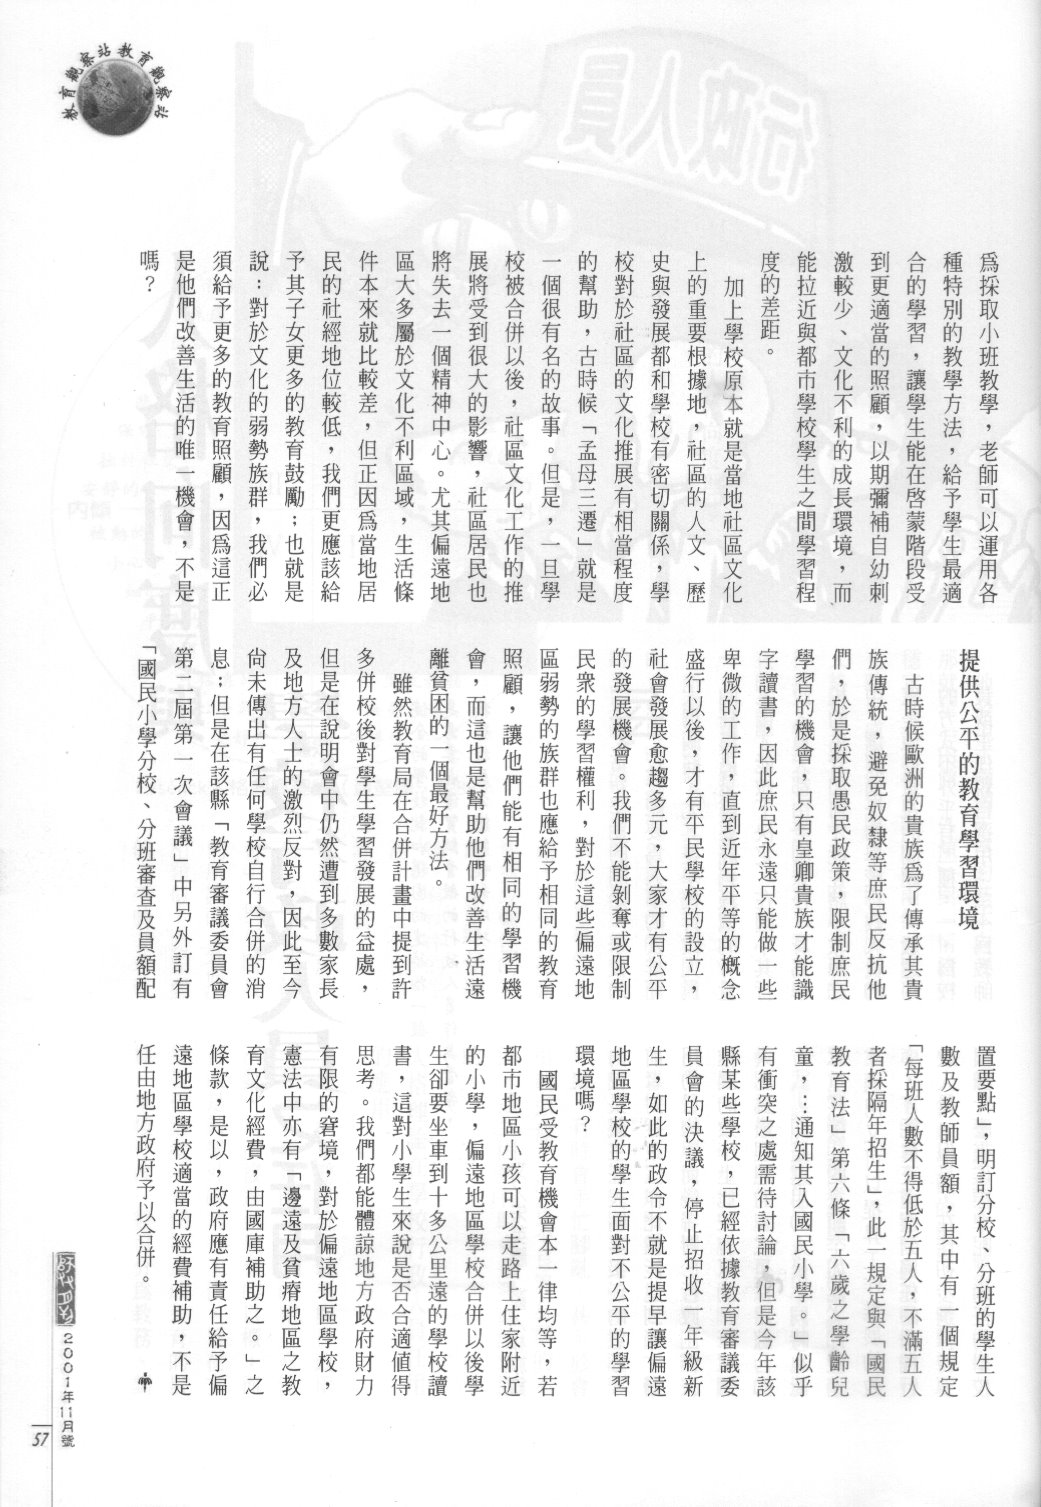 教育觀察站教育觀察站
為採取小班教學，老師可以運用各
種特別的教學方法，給予學生最適
合的學習，讓學生能在啓蒙階段受
到更適當的照顧，以期彌補自幼刺
激較少、文化不利的成長環境，而
能拉近與都市學校學生之間學習程
度的差距。
加上學校原本就是當地社區文化
上的重要根據地，社區的人文、歷
史與發展都和學校有密切關係，學
校對於社區的文化推展有相當程度
的幫助，古時候「孟母三遷」就是
一個很有名的故事。但是，一旦學
校被合併以後，社區文化工作的推
展將受到很大的影響，社區居民也
將失去一個精神中心。尤其偏遠地
區大多屬於文化不利區域，生活條
件本來就比較差，但正因爲當地居
民的社經地位較低，我們更應該給
予其子女更多的教育鼓勵；也就是
說：對於文化的弱勢族群，我們必
須給予更多的教育照顧，因爲這正
是他們改善生活的唯一機會，不是
嗎？
提供公平的教育學習環境
古時候歐洲的貴族爲了傳承其貴
族傳統，避免奴隸等庶民反抗他
們，於是採取愚民政策，限制庶民
學習的機會，只有皇卿貴族才能識
字讀書，因此庶民永遠只能做一些
卑微的工作，直到近年平等的概念
盛行以後，才有平民學校的設立，
社會發展愈趨多元，大家才有公平
的發展機會。我們不能剝奪或限制
民衆的學習權利，對於這些偏遠地
區弱勢的族群也應給予相同的教育
照顧，讓他們能有相同的學習機
會，而這也是幫助他們改善生活遠
離貧困的一個最好方法。
雖然教育局在合併計畫中提到許
多併校後對學生學習發展的益處，
但是在說明會中仍然遭到多數家長
及地方人士的激烈反對，因此至今
尚未傳出有任何學校自行合併的消
息；但是在該縣「教育審議委員會
第二屆第一次會議」中另外訂有
「國民小學分校、分班審查及員額配
置要點」，明訂分校、分班的學生人
數及教師員額，其中有一個規定
「每班人數不得低於五人，不滿五人
者採隔年招生」，此一規定與「國民
教育法」第六條「六歲之學齡兒
童，…通知其入國民小學。」似乎
有衝突之處需待討論，但是今年該
縣某些學校，已經依據教育審議委
員會的決議，停止招收一年級新
生，如此的政令不就是提早讓偏遠
地區學校的學生面對不公平的學習
環境嗎？
國民受教育機會本一律均等，若
都市地區小孩可以走路上住家附近
的小學，偏遠地區學校合併以後學
生卻要坐車到十多公里遠的學校讀
書，這對小學生來說是否合適値得
思考。我們都能體諒地方政府財力
有限的窘境，對於偏遠地區學校，
憲法中亦有「邊遠及貧瘠地區之教
育文化經費，由國庫補助之。」之
條款，是以，政府應有責任給予偏
遠地區學校適當的經費補助，不是
任由地方政府予以合併。
2001年11月號
57